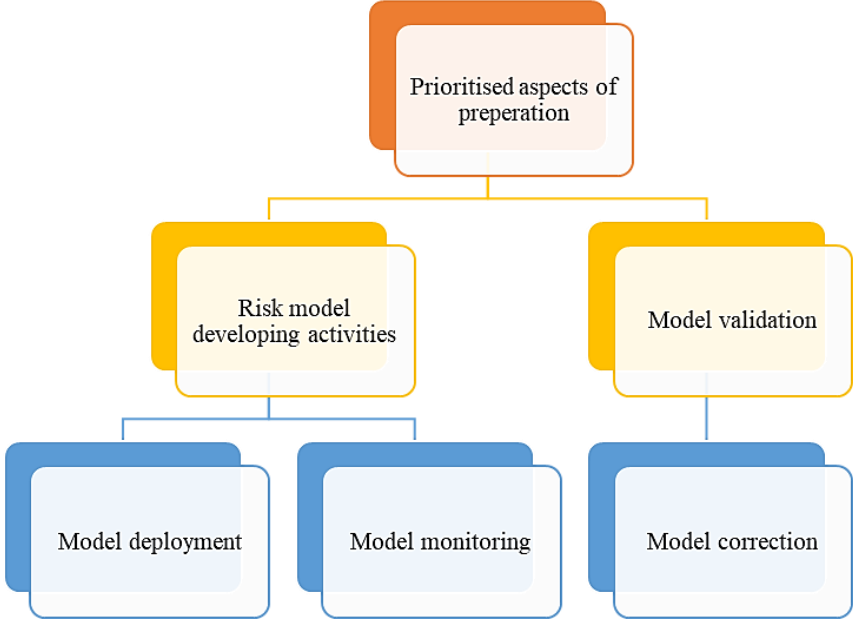 Prioritised aspects of
preperation
Risk model
developing activities
Model validation
Model deployment
Model monitoring
Model correction